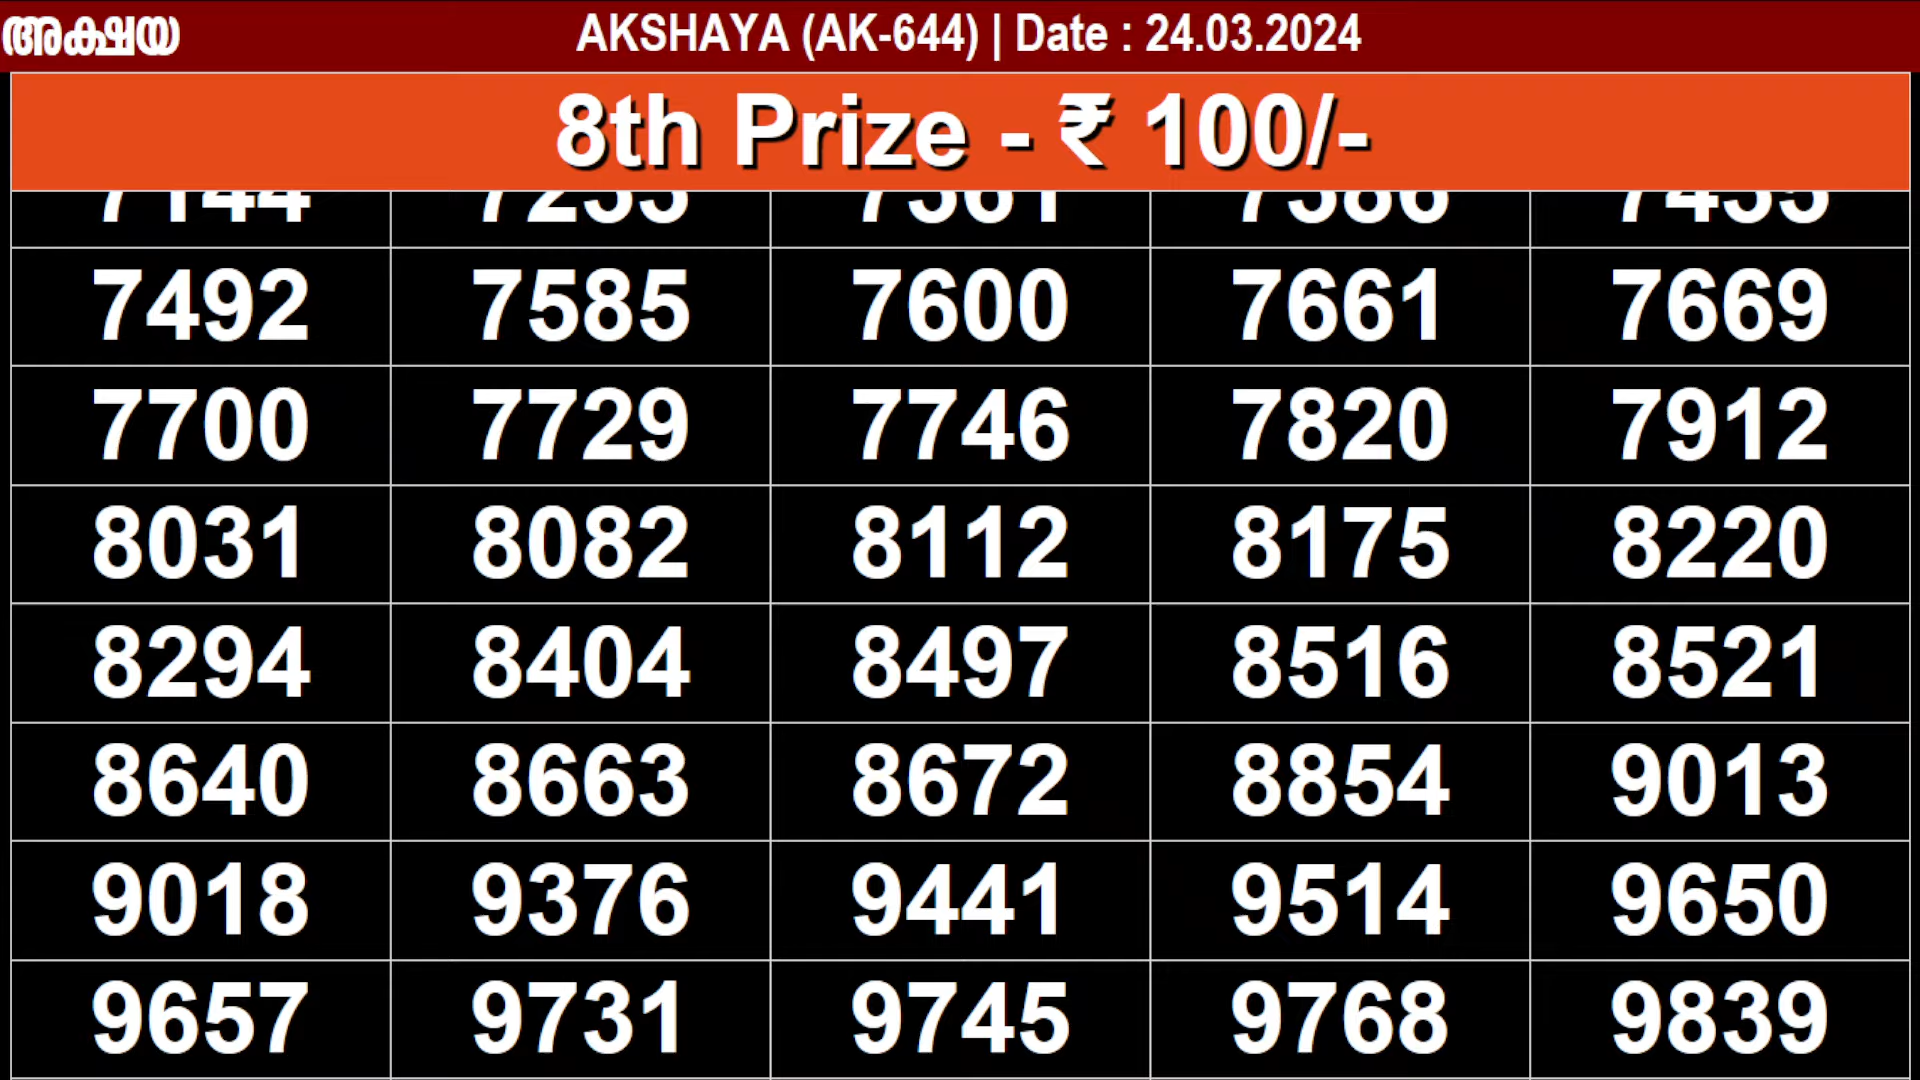 അക്ഷയ
AKSHAYA (AK-644) | Date : 24.03.2024
8th Prize - ₹ 100/-
7492 7585 7600 7661 7669
7700 7729 7746 7820 7912
8031 8082 8112 8175 8220
8294 8404 8497 8516 8521
8640 8663 8672 8854 9013
9018 9376 9441 9514 9650
9657 9731 9745 9768 9839